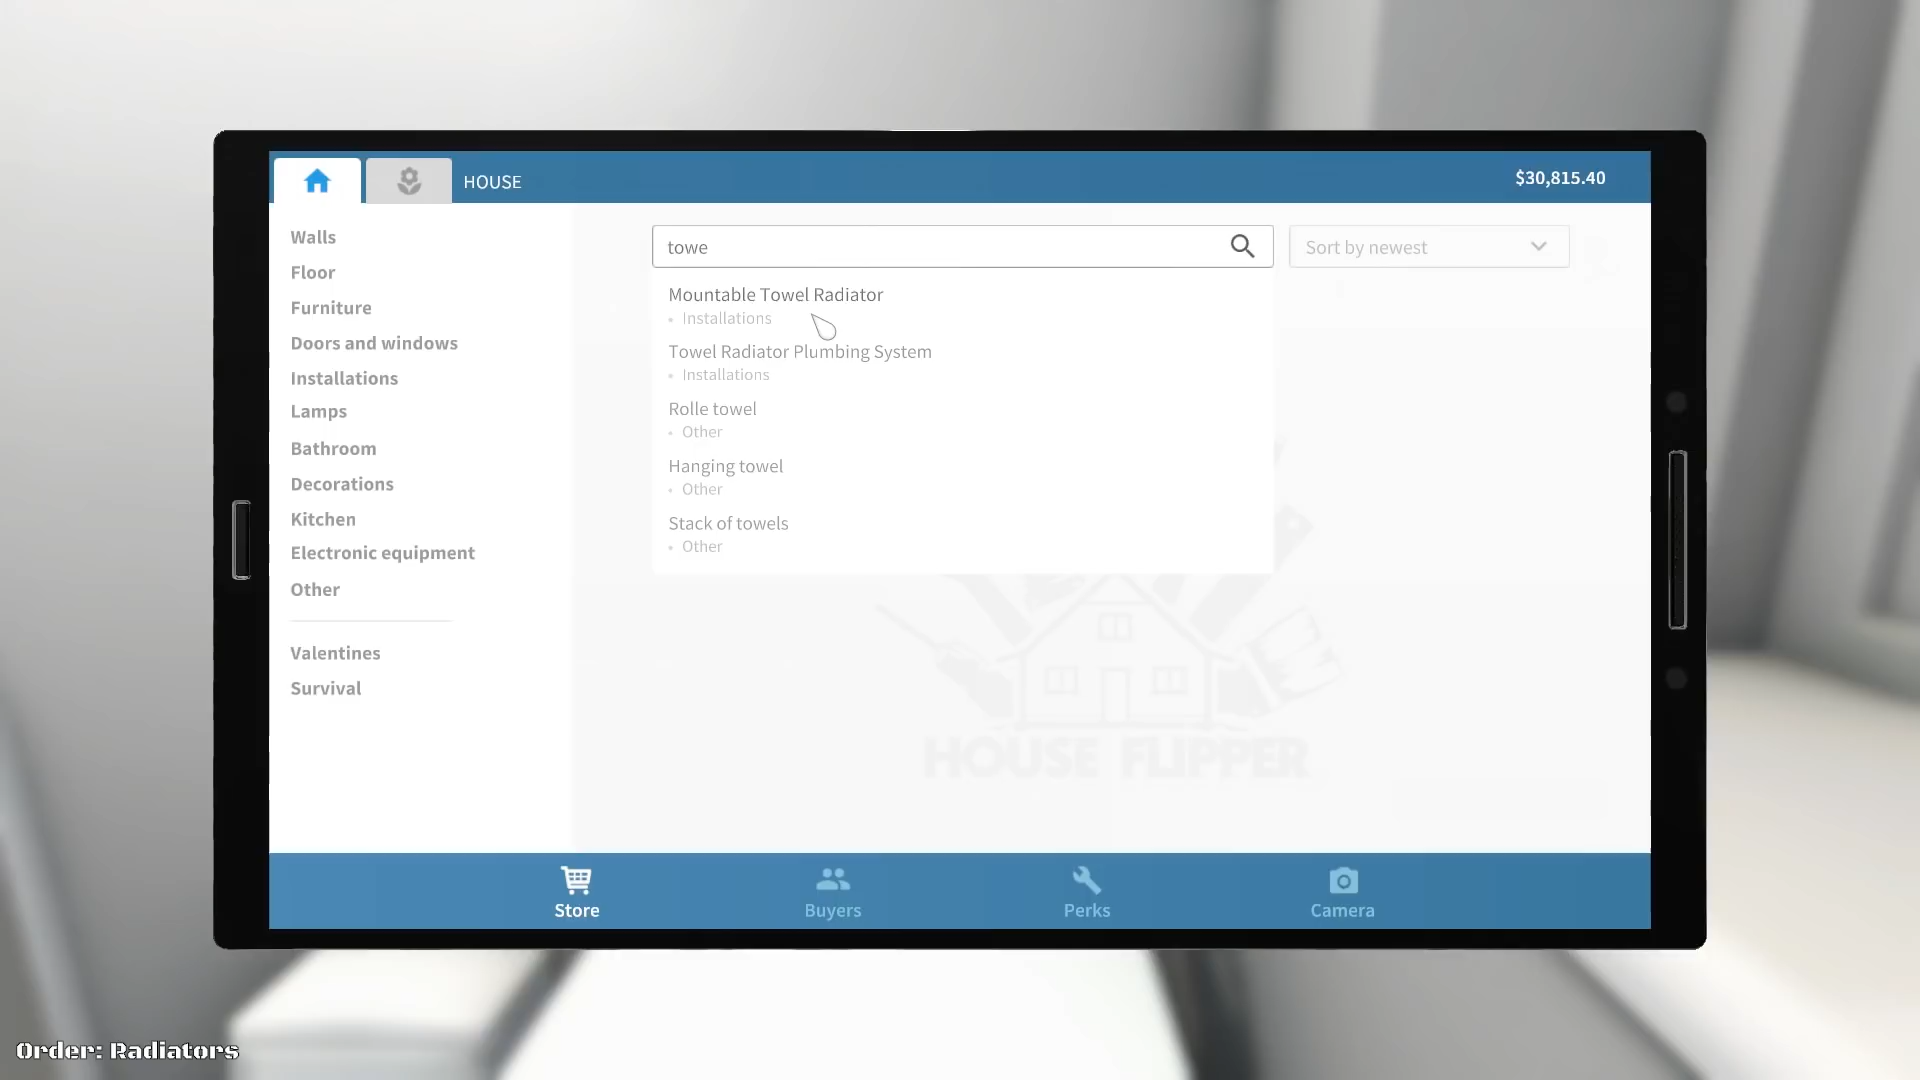 HOUSE
$30,815.40
Walls
Floor
Furniture
Doors and windows
Installations
Lamps
Bathroom
Decorations
Kitchen
Electronic equipment
Other
Valentines
Survival
towe
Sort by newest
Mountable Towel Radiator
• Installations
Towel Radiator Plumbing System
• Installations
Rolle towel
• Other
Hanging towel
• Other
Stack of towels
• Other
HOUSE FLIPPER
Store
Buyers
Perks
Camera
Order: Radiators